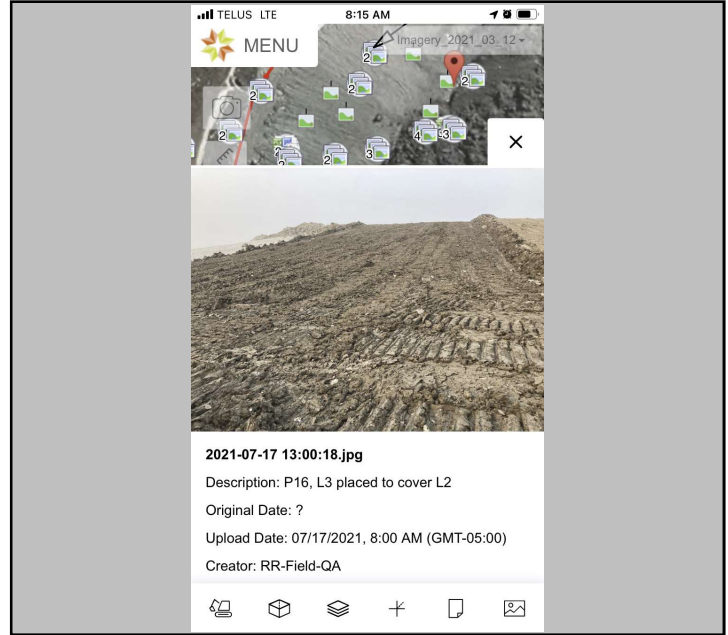 TELUS LTE 8:15 AM
MENU
Imagery_2021_03_12
2
2
2
2
2
4
3
2
3
2021-07-17 13:00:18.jpg
Description: P16, L3 placed to cover L2
Original Date: ?
Upload Date: 07/17/2021, 8:00 AM (GMT-05:00)
Creator: RR-Field-QA